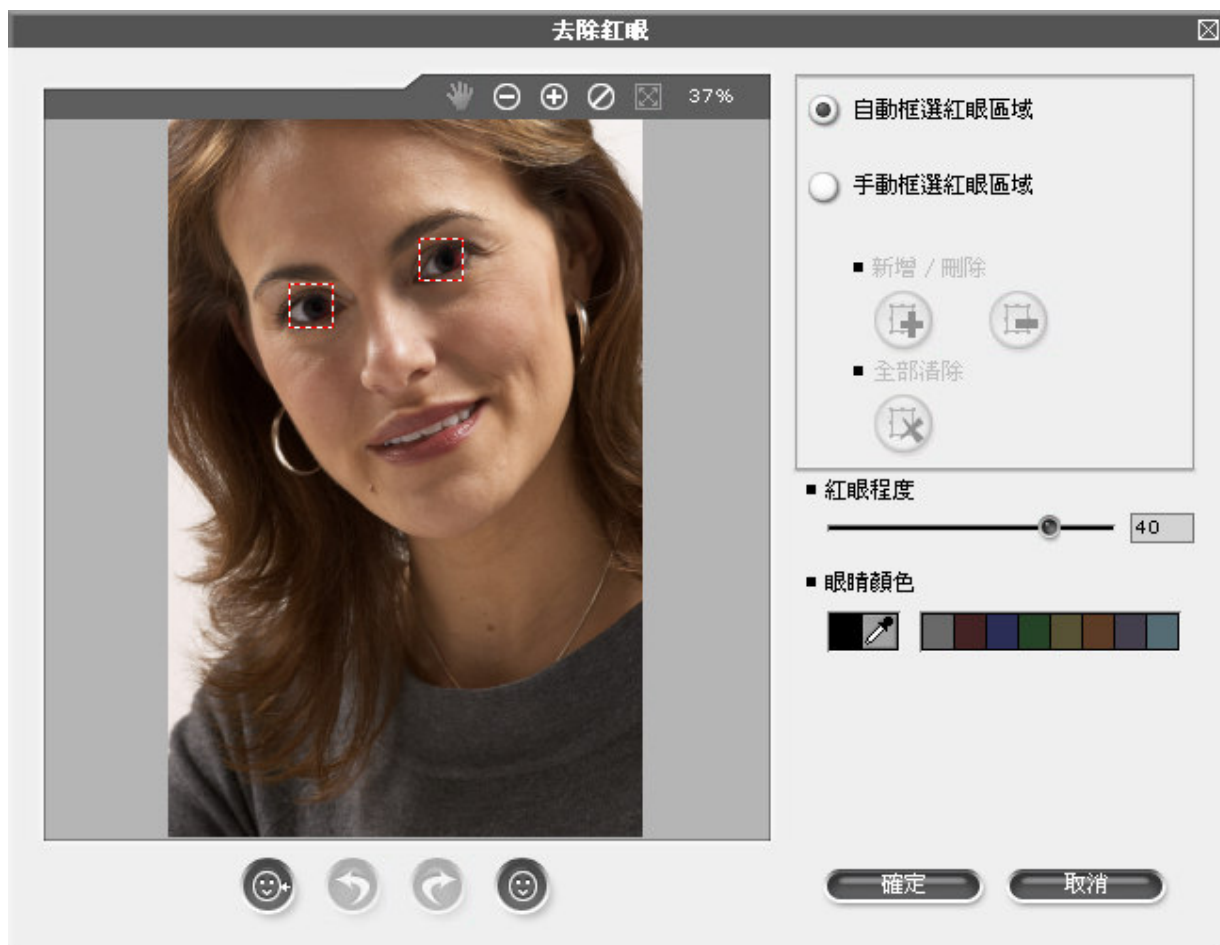 去除紅眼
37%
自動框選紅眼區域
手動框選紅眼區域
新增 / 刪除
全部清除
紅眼程度
40
眼睛顏色
確定
取消